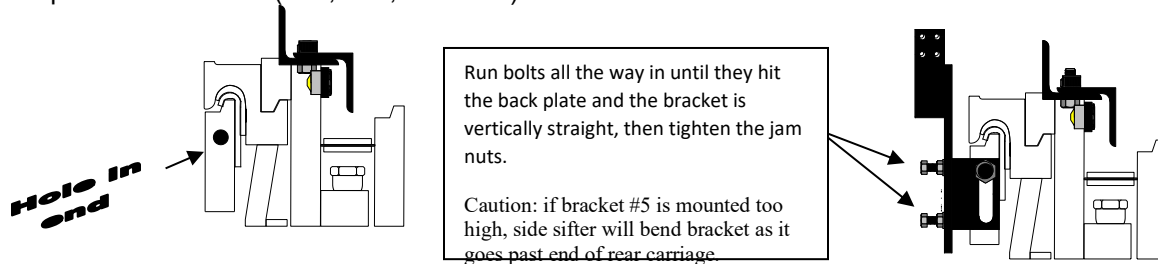 Hole In
end
Run bolts all the way in until they hit
the back plate and the bracket is
vertically straight, then tighten the jam
nuts.
Caution: if bracket #5 is mounted too
high, side sifter will bend bracket as it
goes past end of rear carriage.